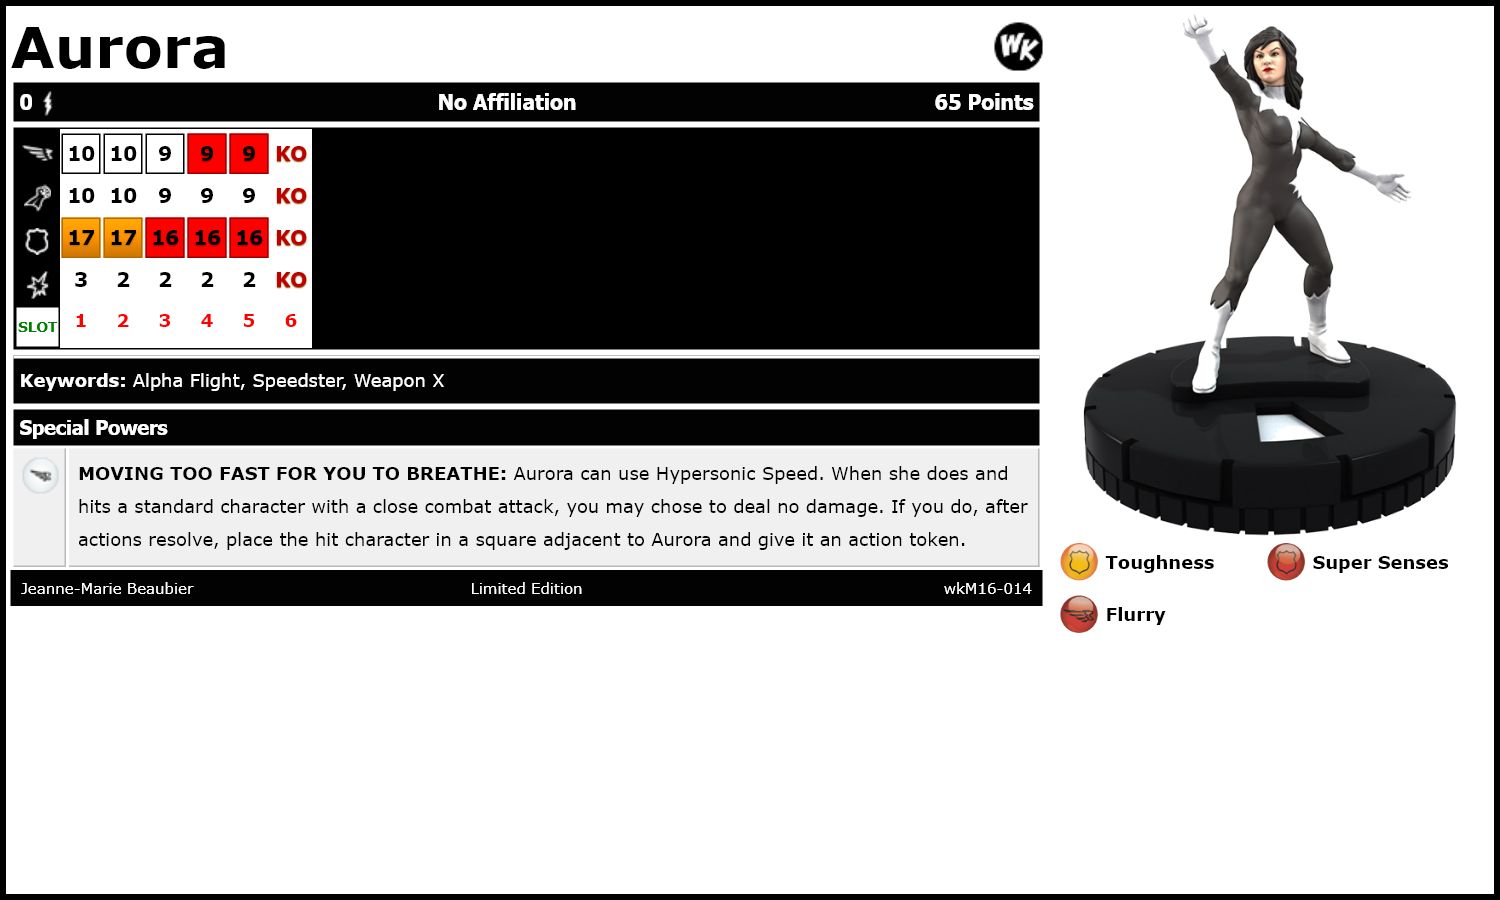 Aurora
WK
0 No Affiliation 65 Points
10 10 9 9 9 KO
10 10 9 9 9 KO
17 17 16 16 16 KO
3 2 2 2 2 KO
SLOT 1 2 3 4 5 6
Keywords: Alpha Flight, Speedster, Weapon X
Special Powers
MOVING TOO FAST FOR YOU TO BREATHE: Aurora can use Hypersonic Speed. When she does and
hits a standard character with a close combat attack, you may chose to deal no damage. If you do, after
actions resolve, place the hit character in a square adjacent to Aurora and give it an action token.
Jeanne-Marie Beaubier Limited Edition wkM16-014
Toughness Super Senses
Flurry